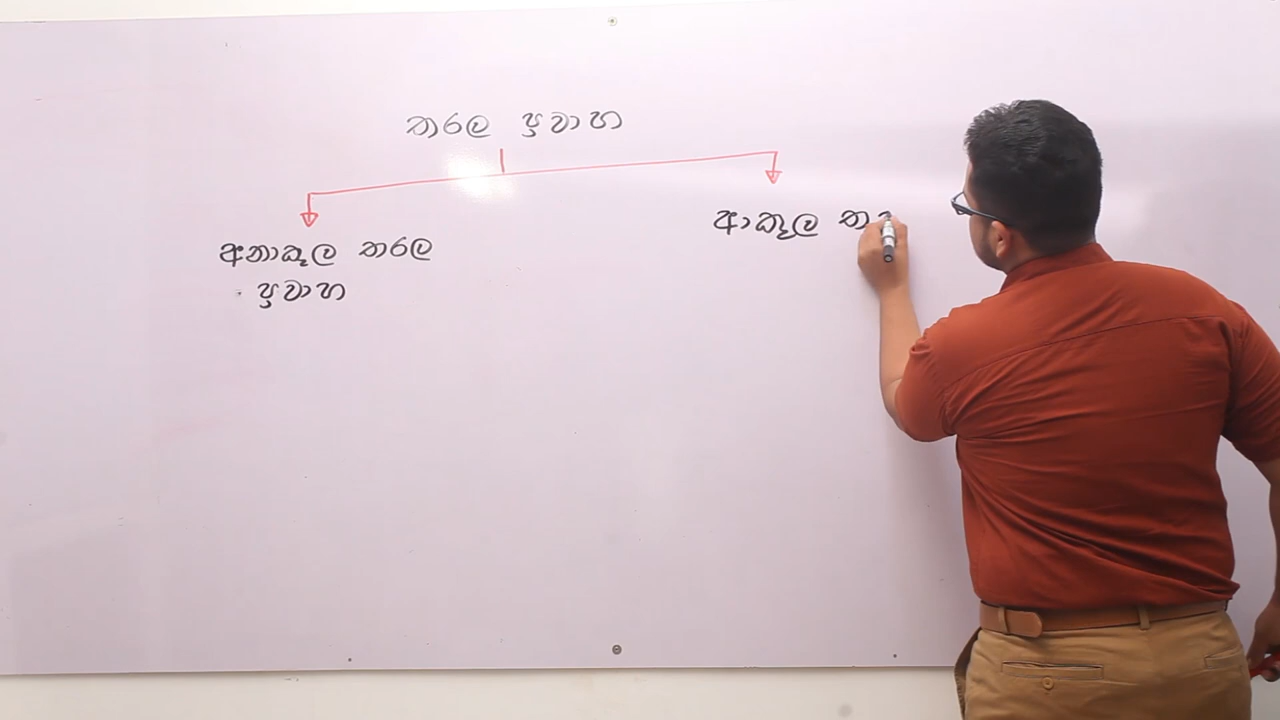 තරල ප්‍රවාහ
අනාකූල තරල
ප්‍රවාහ
ආකූල ත